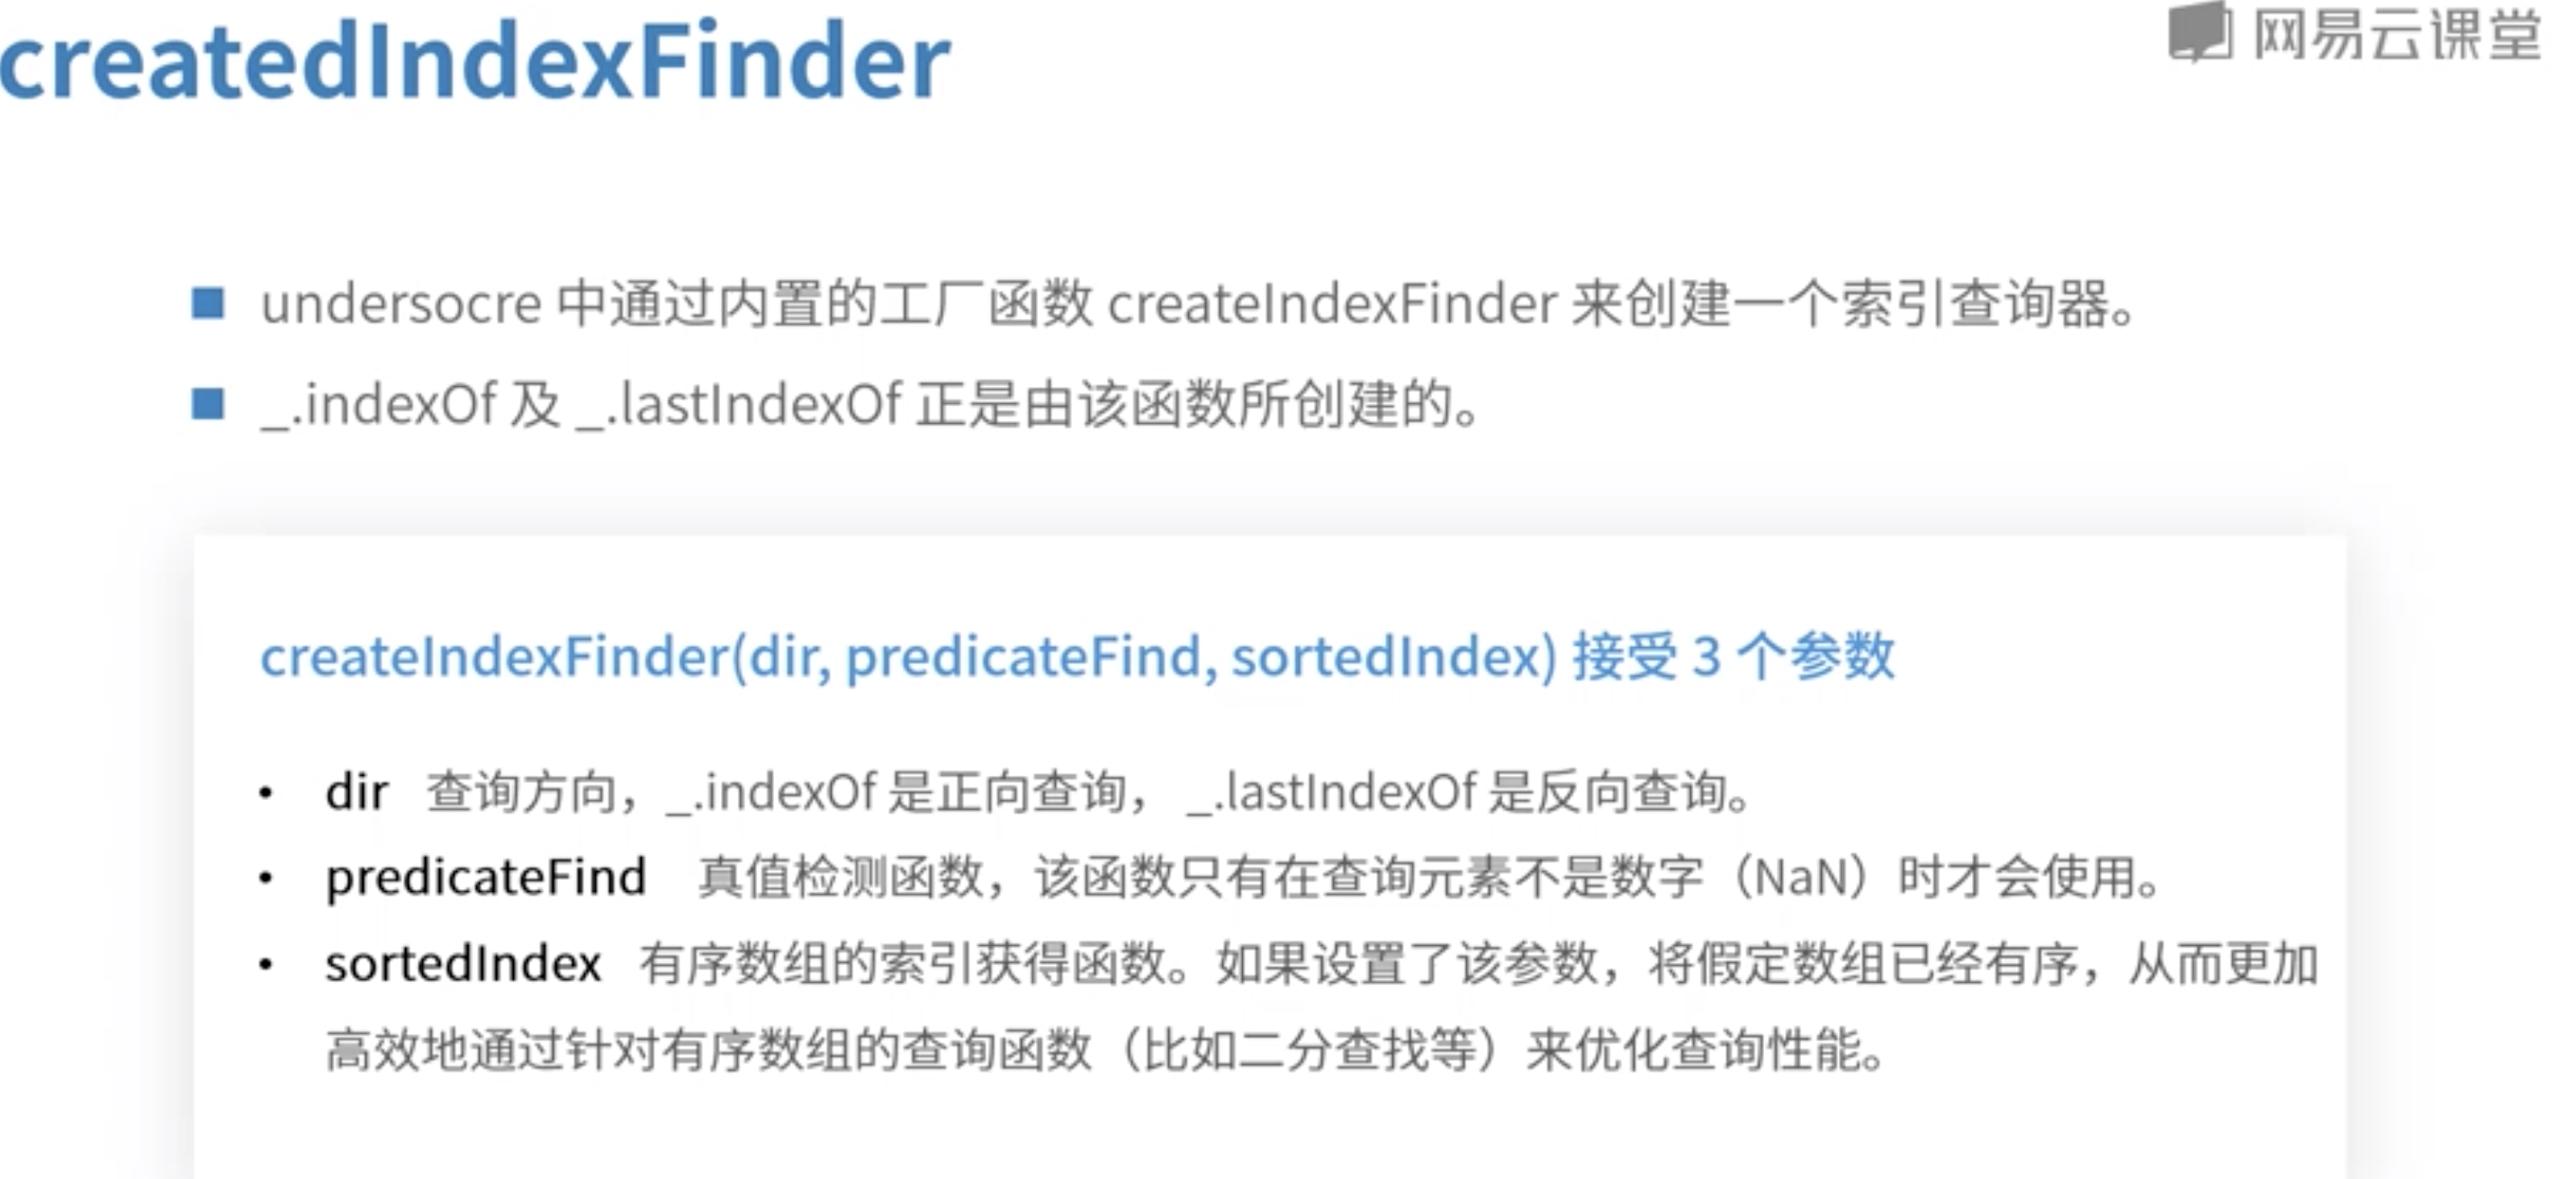 createdIndexFinder
网易云课堂
undersocre 中通过内置的工厂函数 createIndexFinder 来创建一个索引查询器。
_.indexOf 及 _.lastIndexOf 正是由该函数所创建的。
createIndexFinder(dir, predicateFind, sortedIndex) 接受 3 个参数
• dir 查询方向，_.indexOf 是正向查询， _.lastIndexOf 是反向查询。
• predicateFind 真值检测函数，该函数只有在查询元素不是数字（NaN）时才会使用。
• sortedIndex 有序数组的索引获得函数。如果设置了该参数，将假定数组已经有序，从而更加
高效地通过针对有序数组的查询函数（比如二分查找等）来优化查询性能。